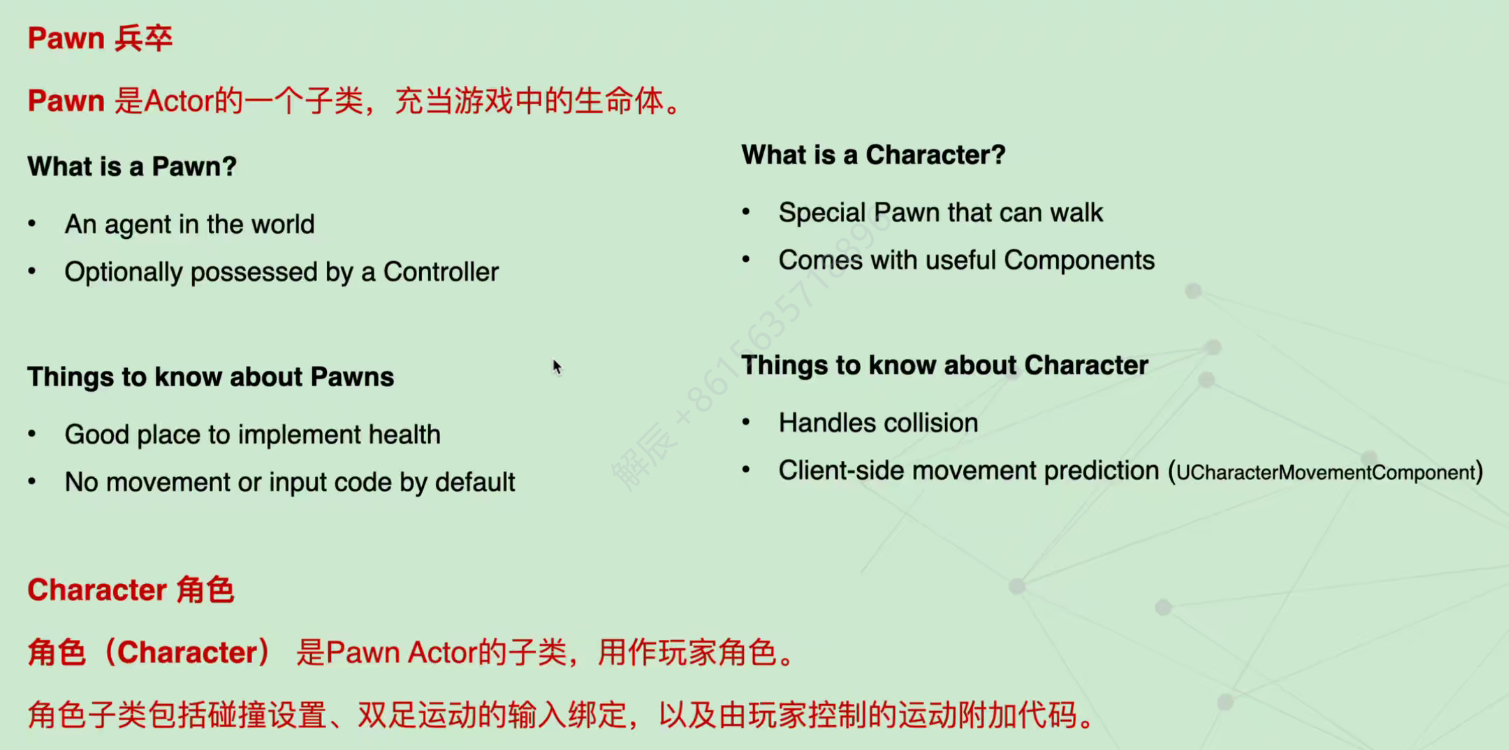 Pawn 兵卒
Pawn 是Actor的一个子类，充当游戏中的生命体。
What is a Pawn?
• An agent in the world
• Optionally possessed by a Controller
Things to know about Pawns
• Good place to implement health
• No movement or input code by default
What is a Character?
• Special Pawn that can walk
• Comes with useful Components
Things to know about Character
• Handles collision
• Client-side movement prediction (UCharacterMovementComponent)
Character 角色
角色（Character） 是Pawn Actor的子类，用作玩家角色。
角色子类包括碰撞设置、双足运动的输入绑定，以及由玩家控制的运动附加代码。